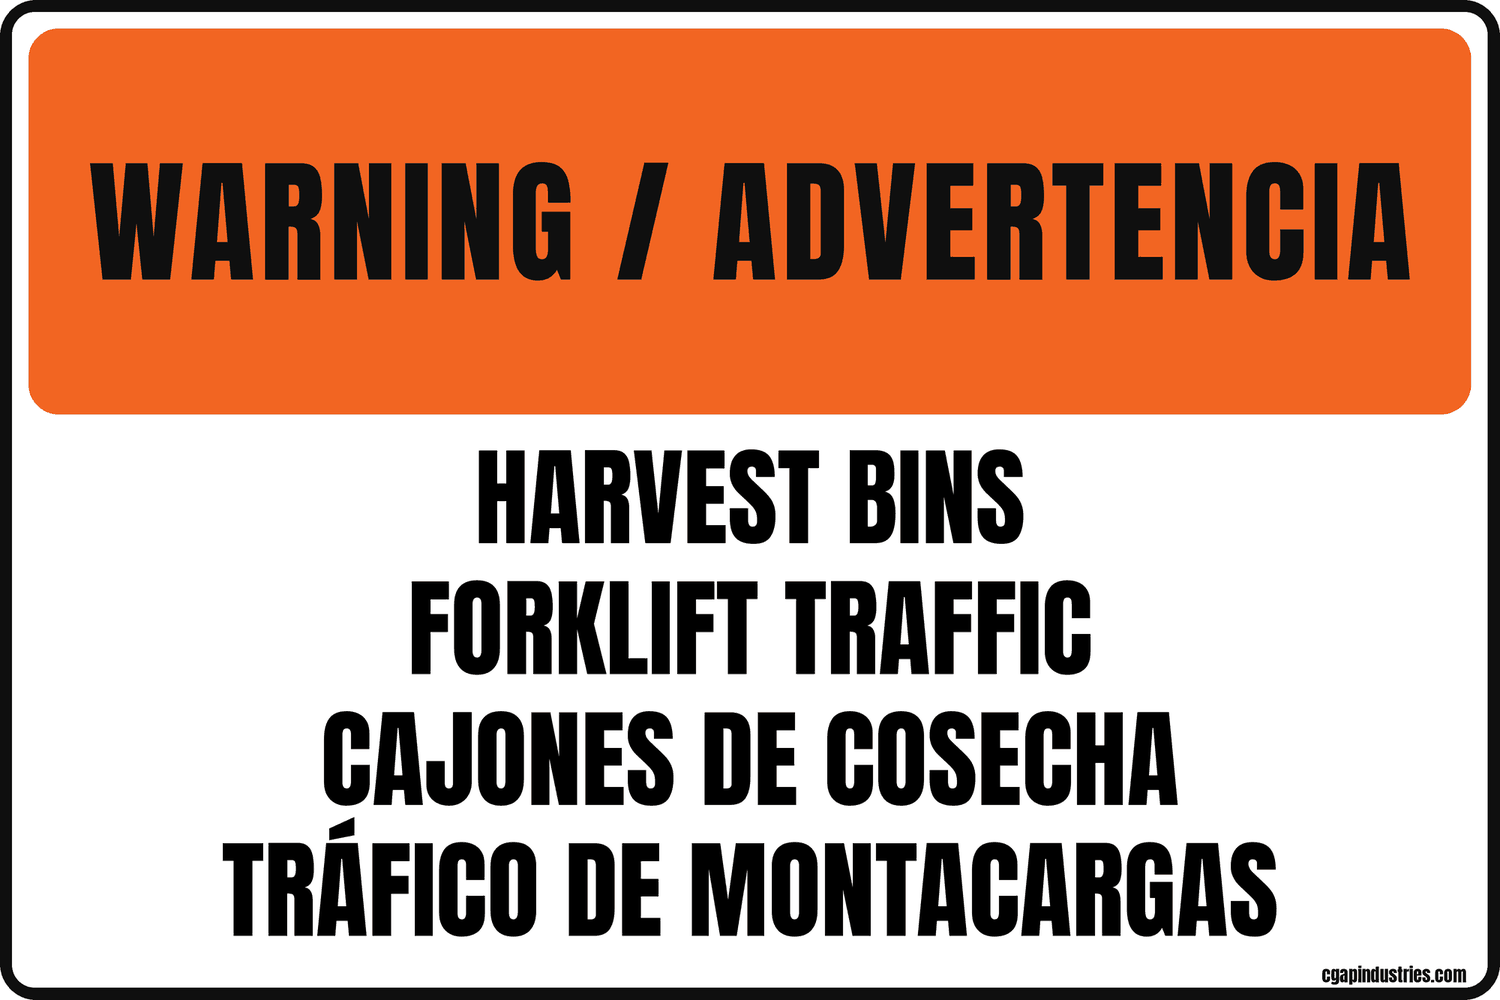 WARNING / ADVERTENCIA
HARVEST BINS
FORKLIFT TRAFFIC
CAJONES DE COSECHA
TRÁFICO DE MONTACARGAS
cgapindustries.com